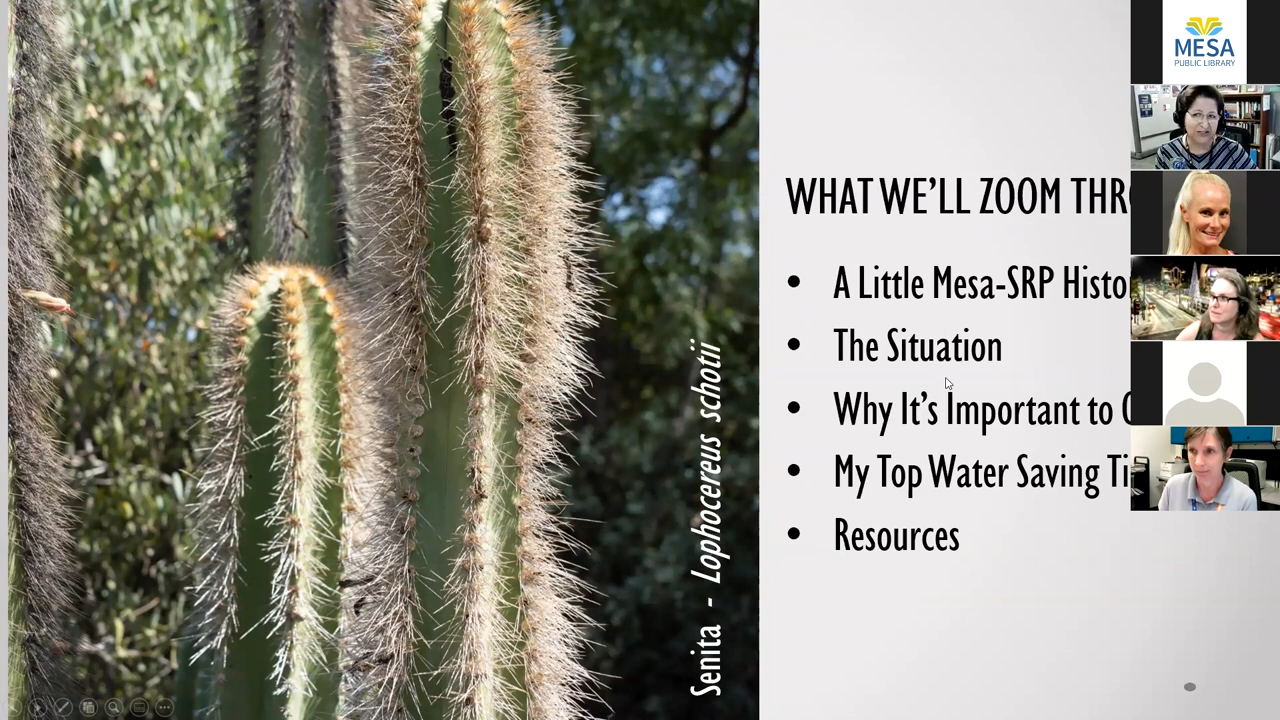 Senita - Lophocereus schotii
WHAT WE'LL ZOOM THR
• A Little Mesa-SRP Histo
• The Situation
• Why It's Important to
• My Top Water Saving Ti
• Resources
MESA
PUBLIC LIBRARY